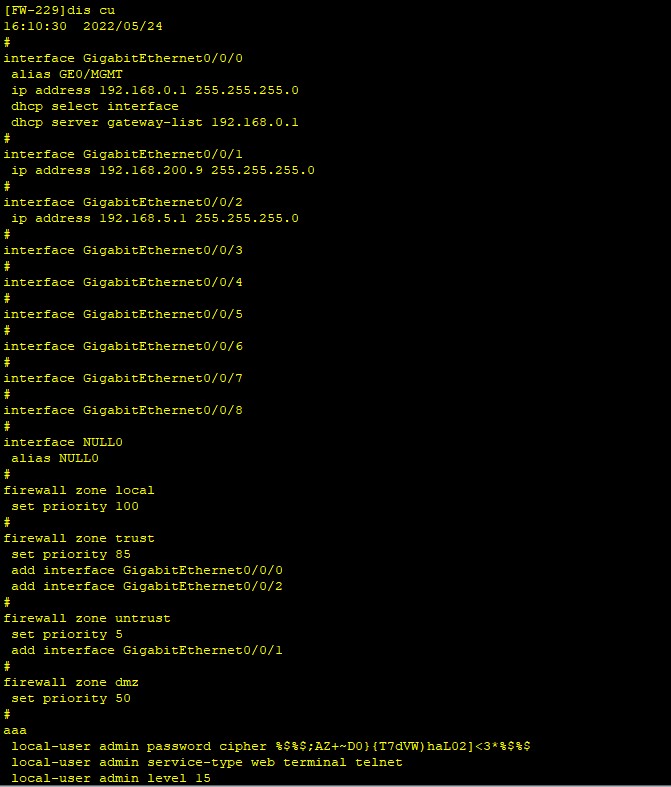 [FW-229]dis cu
16:10:30  2022/05/24
#
interface GigabitEthernet0/0/0
 alias GE0/MGMT
 ip address 192.168.0.1 255.255.255.0
 dhcp select interface
 dhcp server gateway-list 192.168.0.1
#
interface GigabitEthernet0/0/1
 ip address 192.168.200.9 255.255.255.0
#
interface GigabitEthernet0/0/2
 ip address 192.168.5.1 255.255.255.0
#
interface GigabitEthernet0/0/3
#
interface GigabitEthernet0/0/4
#
interface GigabitEthernet0/0/5
#
interface GigabitEthernet0/0/6
#
interface GigabitEthernet0/0/7
#
interface GigabitEthernet0/0/8
#
interface NULL0
 alias NULL0
#
firewall zone local
 set priority 100
#
firewall zone trust
 set priority 85
 add interface GigabitEthernet0/0/0
 add interface GigabitEthernet0/0/2
#
firewall zone untrust
 set priority 5
 add interface GigabitEthernet0/0/1
#
firewall zone dmz
 set priority 50
#
aaa
 local-user admin password cipher %$%$;AZ+~D0}{T7dVW)haL02]<3*%$%$
 local-user admin service-type web terminal telnet
 local-user admin level 15